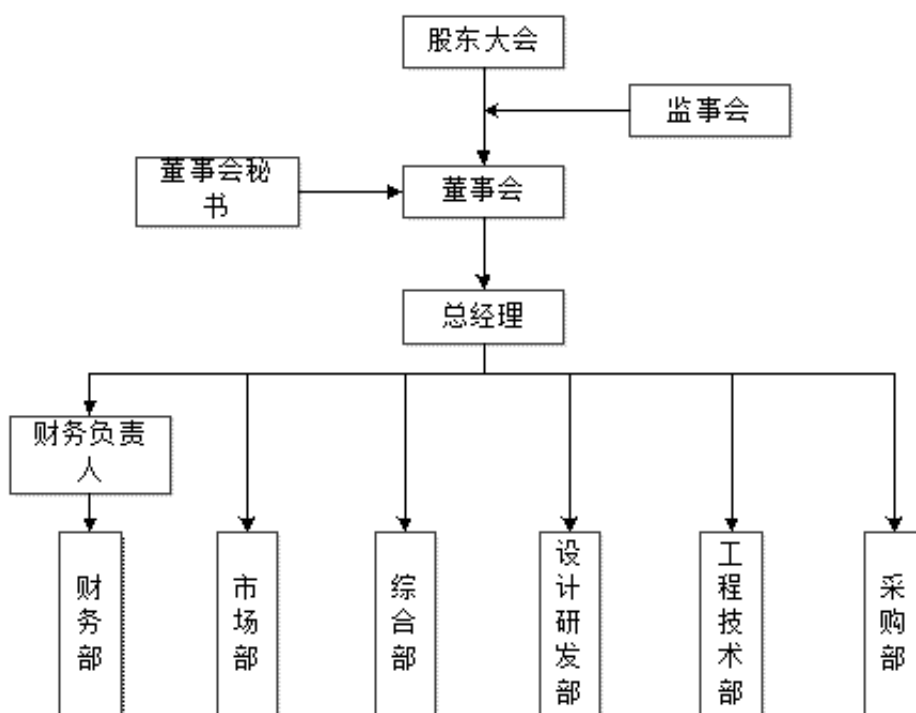 股东大会
监事会
董事会秘
书
董事会
总经理
财务负责
人
财务部
市场部
综合部
设计研发部
工程技术部
采购部